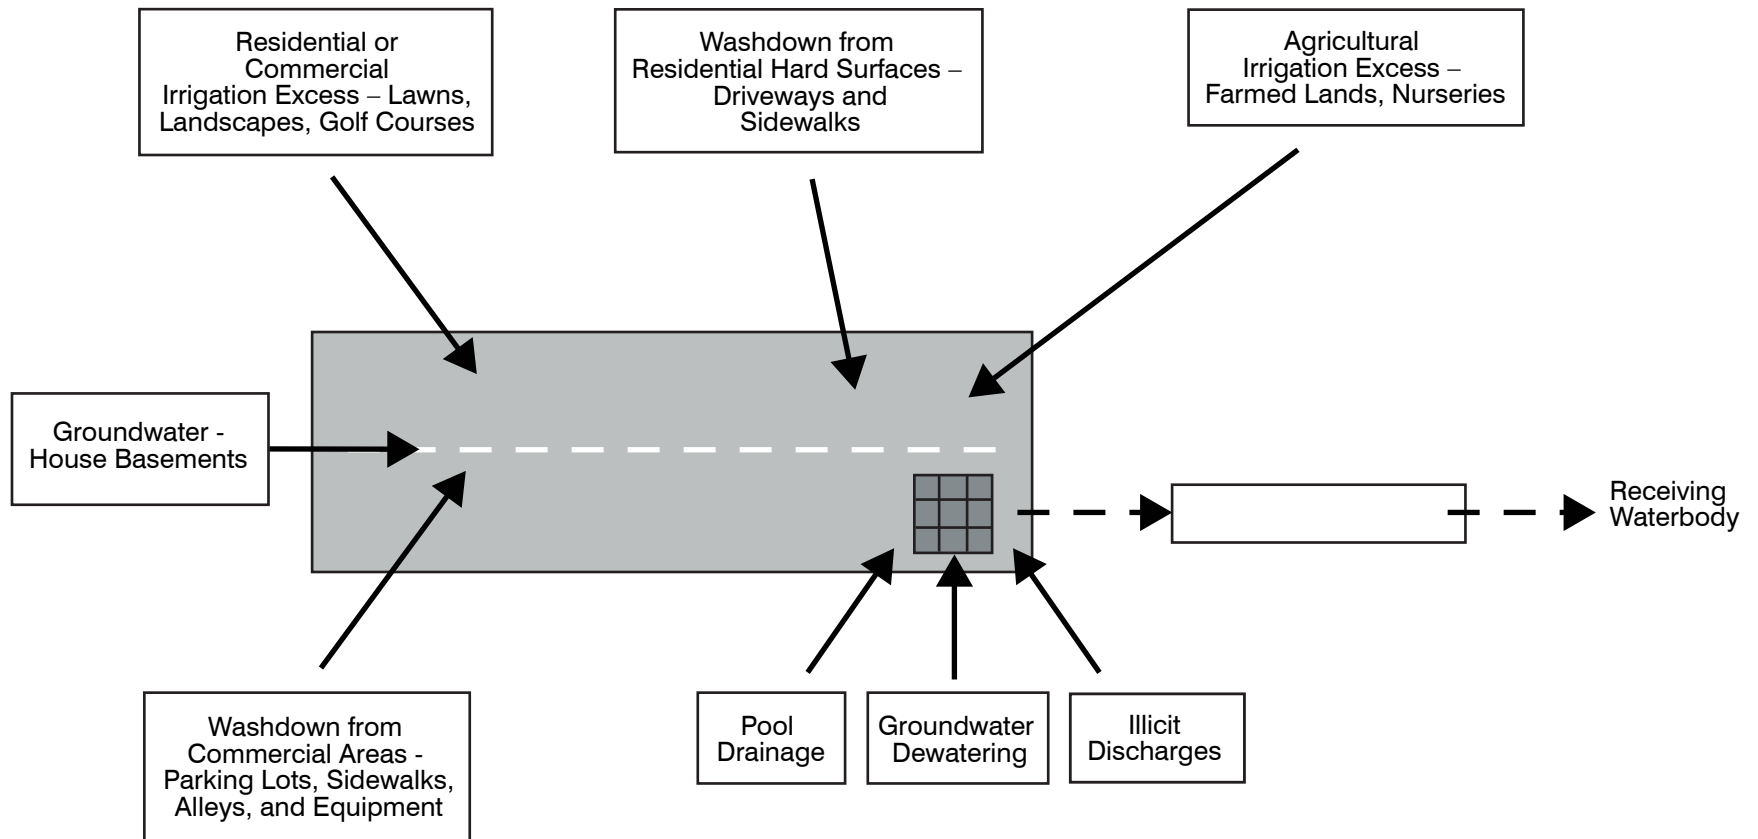 Residential or
Commercial
Irrigation Excess – Lawns,
Landscapes, Golf Courses
Washdown from
Residential Hard Surfaces –
Driveways and
Sidewalks
Agricultural
Irrigation Excess –
Farmed Lands, Nurseries
Groundwater -
House Basements
Receiving
Waterbody
Washdown from
Commercial Areas -
Parking Lots, Sidewalks,
Alleys, and Equipment
Pool
Drainage
Groundwater
Dewatering
Illicit
Discharges